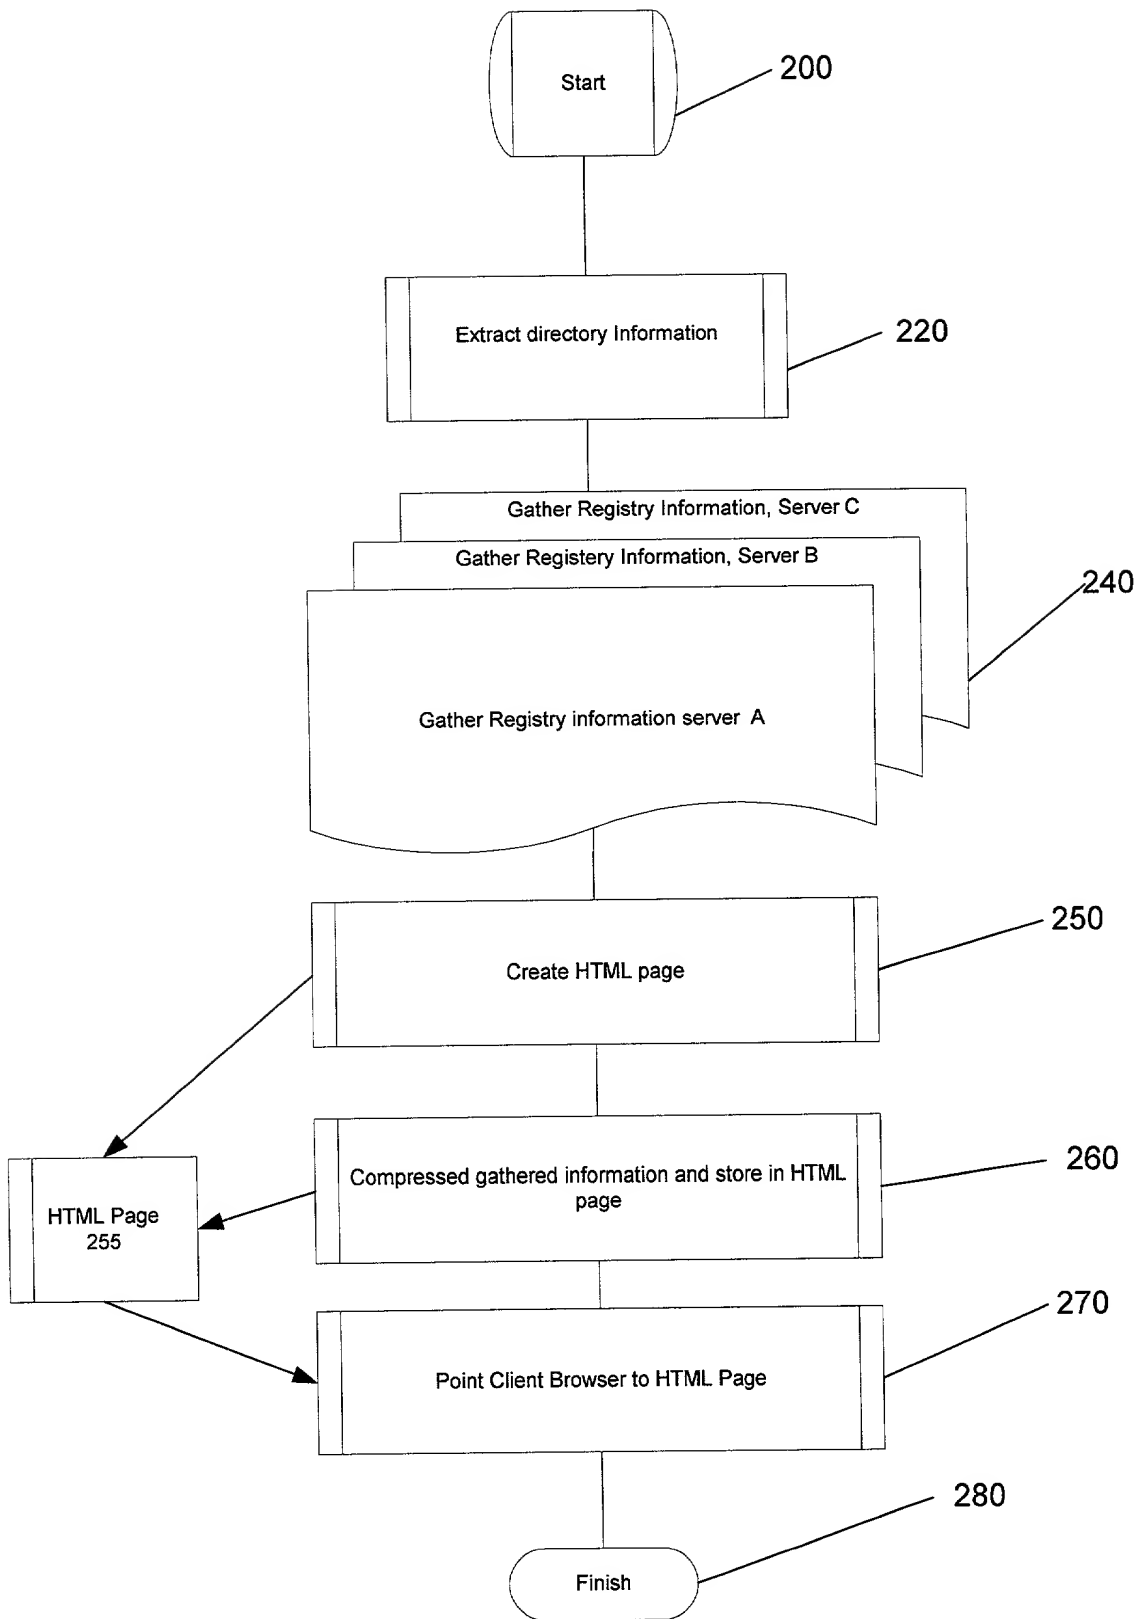 Start
200
Extract directory Information
220
Gather Registry Information, Server C
Gather Registery Information, Server B
240
Gather Registry information server A
250
Create HTML page
260
Compressed gathered information and store in HTML
page
HTML Page
255
270
Point Client Browser to HTML Page
280
Finish